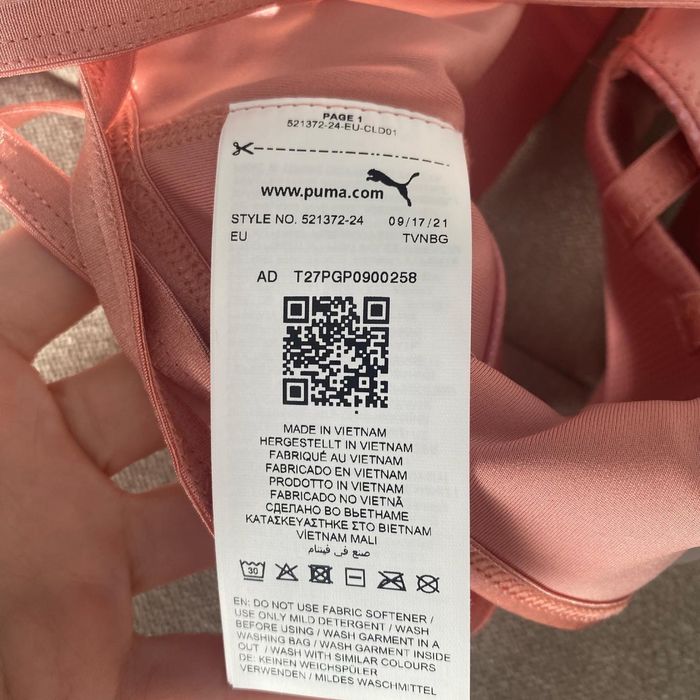 PAGE 1
521372-24-EU-CLD01
www.puma.com
STYLE NO. 521372-24 09/17/21
EU TVNBG
AD T27PGP0900258
MADE IN VIETNAM
HERGESTELLT IN VIETNAM
FABRIQUÉ AU VIETNAM
FABRICADO EN VIETNAM
PRODOTTO IN VIETNAM
FABRICADO NO VIETNÃ
СДЕЛАНО ВО ВЬЕТНАМЕ
ΚΑΤΑΣΚΕΥΑΣΤΗΚΕ ΣΤΟ ΒΙΕΤΝΑΜ
VİETNAM MALI
صنع في فيتنام
30
EN: DO NOT USE FABRIC SOFTENER /
USE ONLY MILD DETERGENT / WASH
BEFORE USING / WASH GARMENT IN A
WASHING BAG / WASH GARMENT INSIDE
OUT / WASH WITH SIMILAR COLOURS
DE: KEINEN WEICHSPÜLER
VERWENDEN / MILDES WASCHMITTEL